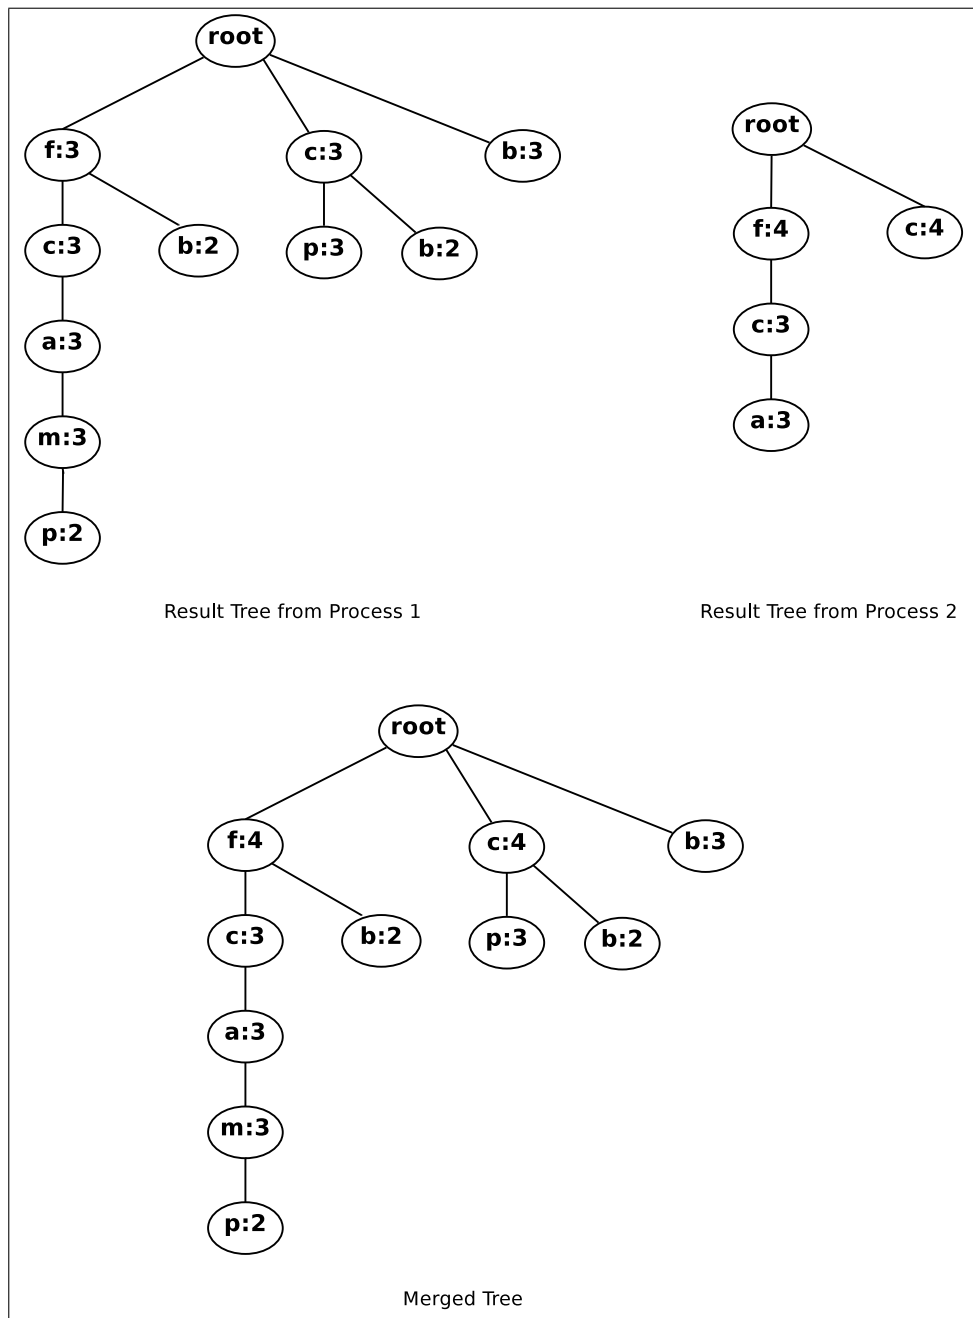 root
f:3
c:3
b:3
c:3
b:2
p:3
b:2
a:3
m:3
p:2
Result Tree from Process 1
root
f:4
c:4
c:3
a:3
Result Tree from Process 2
root
f:4
c:4
b:3
c:3
b:2
p:3
b:2
a:3
m:3
p:2
Merged Tree